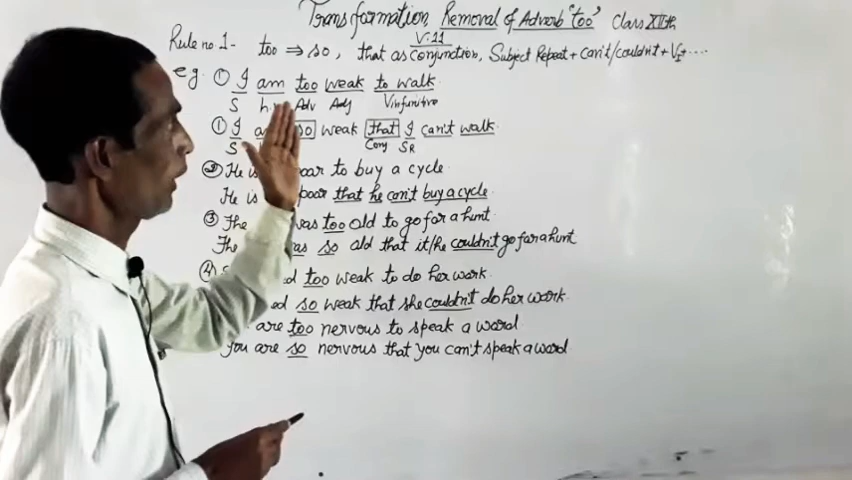 Transformation Removal of Adverb "too" Class XIIth
V.11
Rule no 1- too ⇒ so, that as conjunction, Subject Repeat + can't/couldn't + V1 + ....
eg. ① I am too weak to walk
S Adv Adj Vinfinitive
① I so weak that I can't walk
S Conj SR
② He is poor to buy a cycle
He is poor that he can't buy a cycle
③ The was too old to go for a hunt
The was so old that it/he couldn't go for a hunt
④ too weak to do her work.
so weak that she couldn't do her work.
are too nervous to speak a word
You are so nervous that you can't speak a word